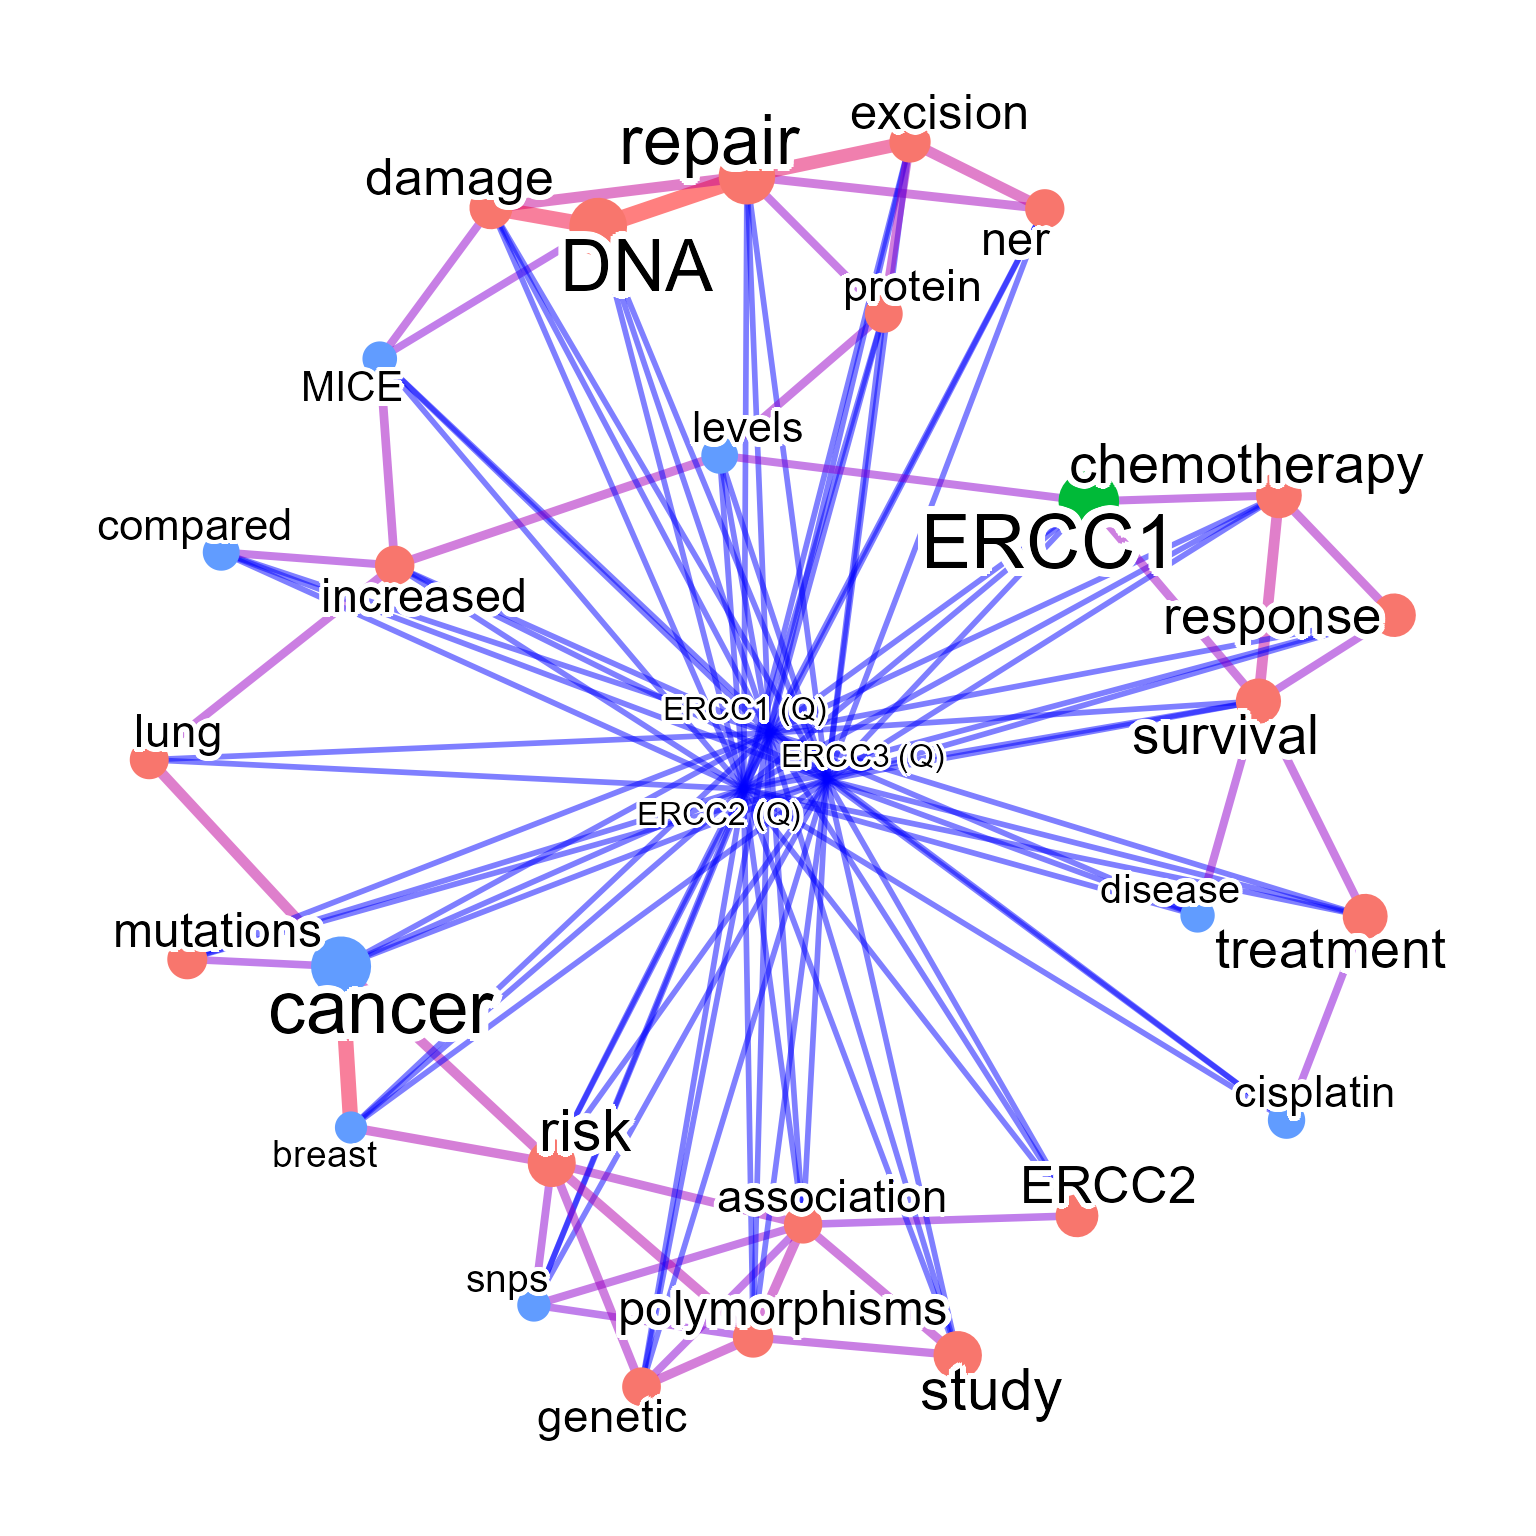 excision
repair
damage
ner
DNA
protein
MICE
levels
chemotherapy
compared
ERCC1
increased
response
ERCC1 (Q)
lung
survival
ERCC3 (Q)
ERCC2 (Q)
disease
mutations
treatment
cancer
cisplatin
risk
breast
ERCC2
association
snps
polymorphisms
study
genetic